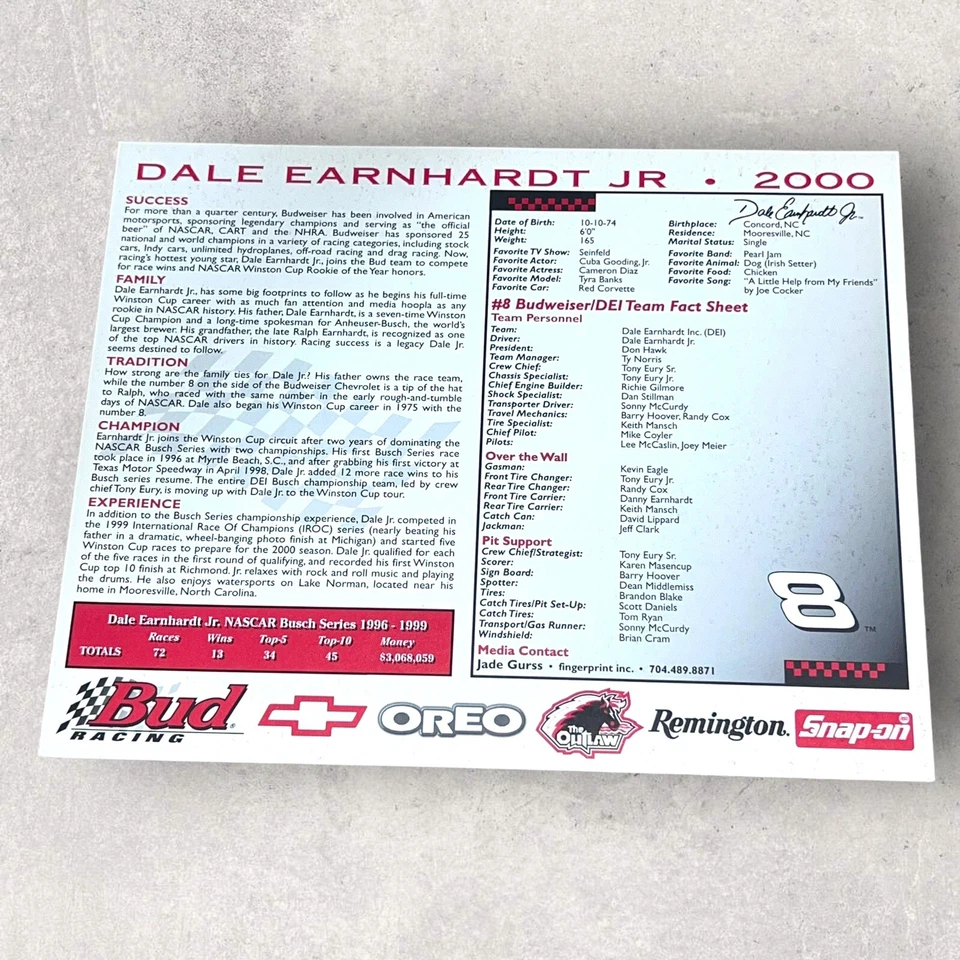 DALE EARNHARDT JR • 2000
SUCCESS
For more than a quarter century, Budweiser has been involved in American
motorsports, sponsoring legendary champions and serving as "the official
beer" of NASCAR, CART and the NHRA. Budweiser has sponsored 25
national and world champions in a variety of racing categories, including stock
cars, Indy cars, unlimited hydroplanes, off-road racing and drag racing. Now,
racing's hottest young star, Dale Earnhardt Jr., joins the Bud team to compete
for race wins and NASCAR Winston Cup Rookie of the Year honors.
FAMILY
Dale Earnhardt Jr., has some big footprints to follow as he begins his full-time
Winston Cup career with as much fan attention and media hoopla as any
rookie in NASCAR history. His father, Dale Earnhardt, is a seven-time Winston
Cup Champion and a long-time spokesman for Anheuser-Busch, the world's
largest brewer. His grandfather, the late Ralph Earnhardt, is recognized as one
of the top NASCAR drivers in history. Racing success is a legacy Dale Jr.
seems destined to follow.
TRADITION
How strong are the family ties for Dale Jr.? His father owns the race team,
while the number 8 on the side of the Budweiser Chevrolet is a tip of the hat
to Ralph, who raced with the same number in the early rough-and-tumble
days of NASCAR. Dale also began his Winston Cup career in 1975 with the
number 8.
CHAMPION
Earnhardt Jr. joins the Winston Cup circuit after two years of dominating the
NASCAR Busch Series with two championships. His first Busch Series race
took place in 1996 at Myrtle Beach, S.C., and after grabbing his first victory at
Texas Motor Speedway in April 1998, Dale Jr. added 12 more race wins to his
Busch series resume. The entire DEI Busch championship team, led by crew
chief Tony Eury, is moving up with Dale Jr. to the Winston Cup tour.
EXPERIENCE
In addition to the Busch Series championship experience, Dale Jr. competed in
the 1999 International Race Of Champions (IROC) series (nearly beating his
father in a dramatic, wheel-banging photo finish at Michigan) and started five
Winston Cup races to prepare for the 2000 season. Dale Jr. qualified for each
of the five races in the first round of qualifying, and recorded his first Winston
Cup top 10 finish at Richmond. Jr. relaxes with rock and roll music and playing
the drums. He also enjoys watersports on Lake Norman, located near his
home in Mooresville, North Carolina.
Dale Earnhardt Jr. NASCAR Busch Series 1996 - 1999
Races Wins Top-5 Top-10 Money
TOTALS 72 13 34 45 $3,068,059
Dale Earnhardt Jr.™
Date of Birth: 10-10-74
Height: 6'0"
Weight: 165
Birthplace: Concord, NC
Residence: Mooresville, NC
Marital Status: Single
Favorite TV Show: Seinfeld
Favorite Actor: Cuba Gooding, Jr.
Favorite Actress: Cameron Diaz
Favorite Model: Tyra Banks
Favorite Car: Red Corvette
Favorite Band: Pearl Jam
Favorite Animal: Dog (Irish Setter)
Favorite Food: Chicken
Favorite Song: "A Little Help from My Friends"
by Joe Cocker
#8 Budweiser/DEI Team Fact Sheet
Team Personnel
Team: Dale Earnhardt Inc. (DEI)
Driver: Dale Earnhardt Jr.
President: Don Hawk
Team Manager: Ty Norris
Crew Chief: Tony Eury Sr.
Chassis Specialist: Tony Eury Jr.
Chief Engine Builder: Richie Gilmore
Shock Specialist: Dan Stillman
Transporter Driver: Sonny McCurdy
Travel Mechanics: Barry Hoover, Randy Cox
Tire Specialist: Keith Mansch
Chief Pilot: Mike Coyler
Pilots: Lee McCaslin, Joey Meier
Over the Wall
Gasman: Kevin Eagle
Front Tire Changer: Tony Eury Jr.
Rear Tire Changer: Randy Cox
Front Tire Carrier: Danny Earnhardt
Rear Tire Carrier: Keith Mansch
Catch Can: David Lippard
Jackman: Jeff Clark
Pit Support
Crew Chief/Strategist: Tony Eury Sr.
Scorer: Karen Masencup
Sign Board: Barry Hoover
Spotter: Dean Middlemiss
Tires: Brandon Blake
Catch Tires/Pit Set-Up: Scott Daniels
Catch Tires: Tom Ryan
Transport/Gas Runner: Sonny McCurdy
Windshield: Brian Cram
Media Contact
Jade Gurss • fingerprint inc. • 704.489.8871
8™
Bud®
RACING
OREO
The
OUTLAW
Remington.
Snap-on